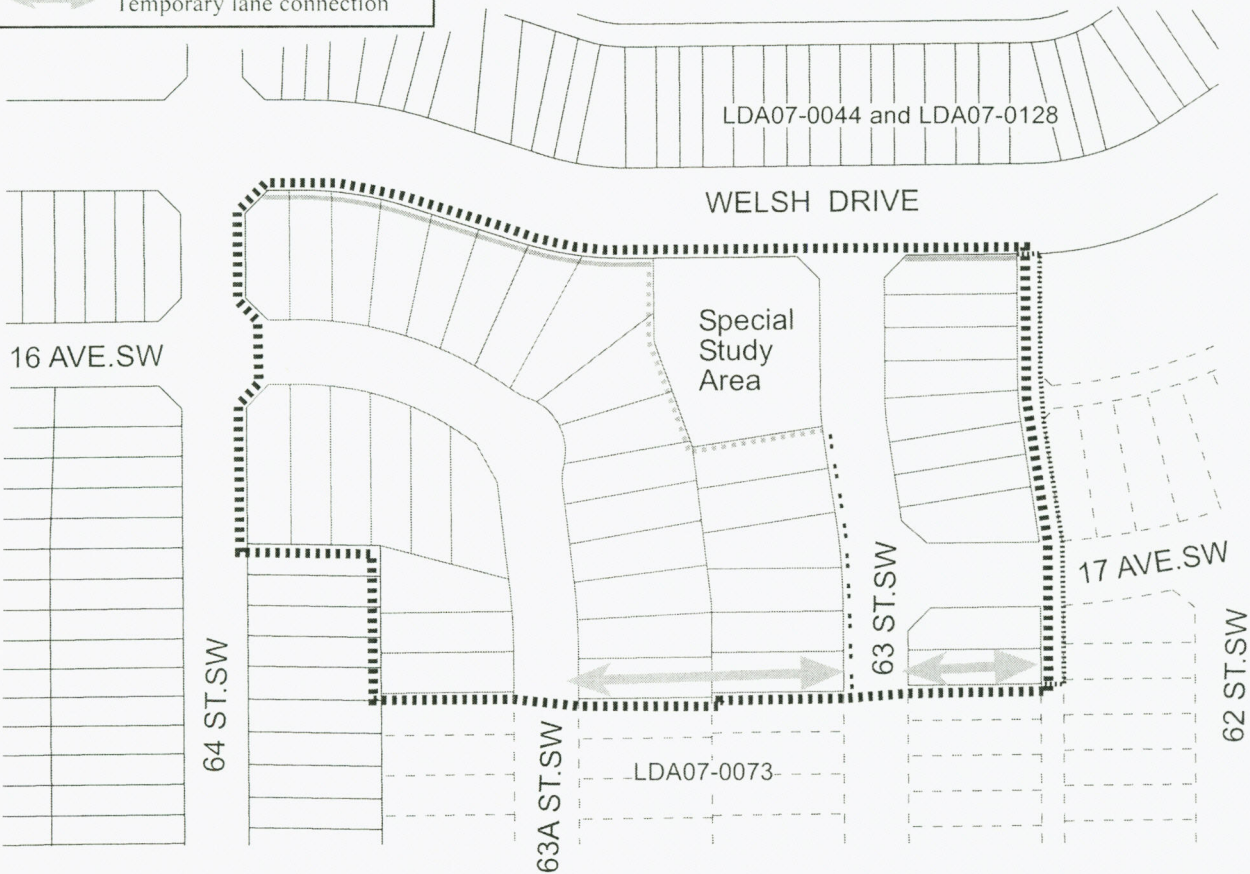 Temporary lane connection
LDA07-0044 and LDA07-0128
WELSH DRIVE
Special
Study
Area
16 AVE.SW
17 AVE.SW
63 ST.SW
64 ST.SW
62 ST.SW
63A ST.SW
LDA07-0073